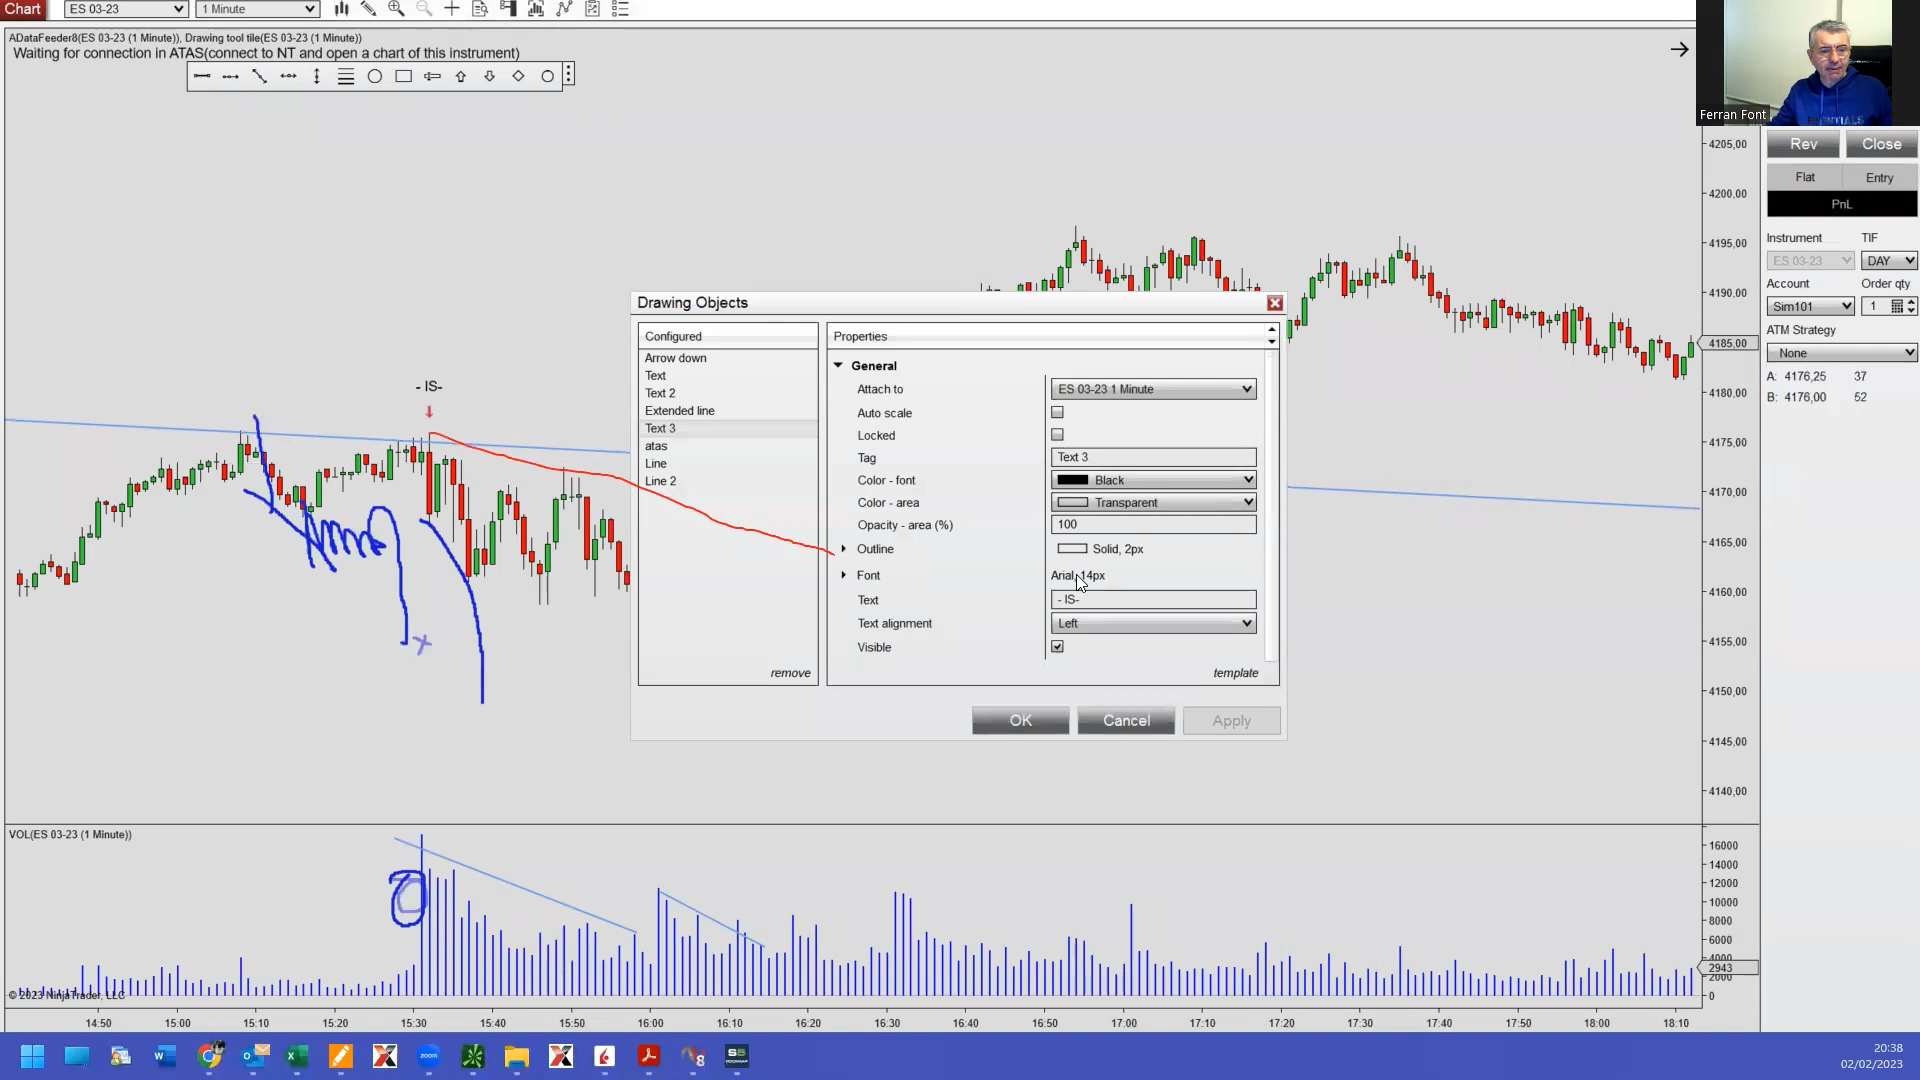 Chart ES 03-23 1 Minute
ADataFeeder8(ES 03-23 (1 Minute)), Drawing tool tile(ES 03-23 (1 Minute))
Waiting for connection in ATAS(connect to NT and open a chart of this instrument)
Ferran Font
Rev Close
Flat Entry
PnL
Instrument TIF
ES 03-23 DAY
Account Order qty
Sim101 1
ATM Strategy
None
A: 4176,25 37
B: 4176,00 52
4205,00
4200,00
4195,00
4190,00
4185,00
4180,00
4175,00
4170,00
4165,00
4160,00
4155,00
4150,00
4145,00
4140,00
- IS-
Drawing Objects
Configured
Arrow down
Text
Text 2
Extended line
Text 3
atas
Line
Line 2
remove
Properties
General
Attach to ES 03-23 1 Minute
Auto scale
Locked
Tag Text 3
Color - font Black
Color - area Transparent
Opacity - area (%) 100
Outline Solid, 2px
Font Arial, 14px
Text - IS-
Text alignment Left
Visible
template
OK Cancel Apply
VOL(ES 03-23 (1 Minute))
16000
14000
12000
10000
8000
6000
4000
2943
2000
0
© 2023 NinjaTrader, LLC
14:50 15:00 15:10 15:20 15:30 15:40 15:50 16:00 16:10 16:20 16:30 16:40 16:50 17:00 17:10 17:20 17:30 17:40 17:50 18:00 18:10
zoom
20:38
02/02/2023